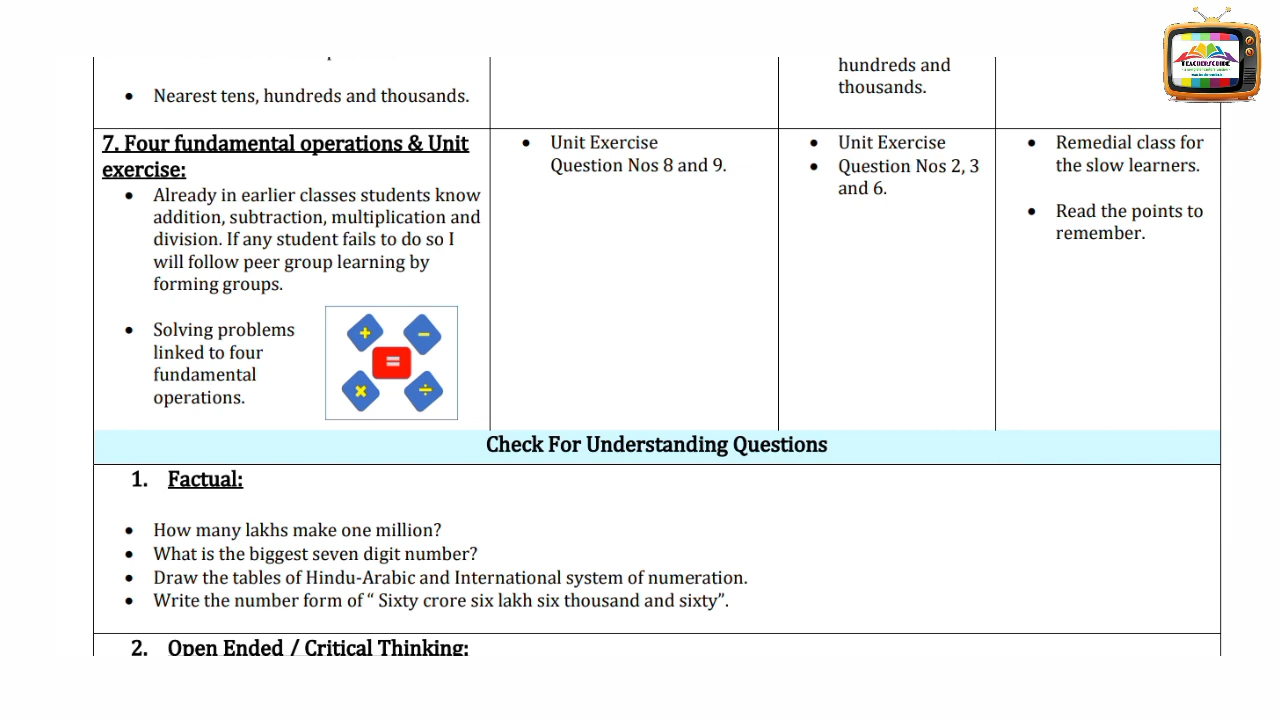 hundreds and
thousands.
• Nearest tens, hundreds and thousands.
7. Four fundamental operations & Unit
exercise:
• Already in earlier classes students know
addition, subtraction, multiplication and
division. If any student fails to do so I
will follow peer group learning by
forming groups.
• Solving problems
linked to four
fundamental
operations.
+ −
=
× ÷
• Unit Exercise
Question Nos 8 and 9.
• Unit Exercise
• Question Nos 2, 3
and 6.
• Remedial class for
the slow learners.
• Read the points to
remember.
Check For Understanding Questions
1. Factual:
• How many lakhs make one million?
• What is the biggest seven digit number?
• Draw the tables of Hindu-Arabic and International system of numeration.
• Write the number form of “ Sixty crore six lakh six thousand and sixty”.
2. Open Ended / Critical Thinking:
TEACHERS GUIDE